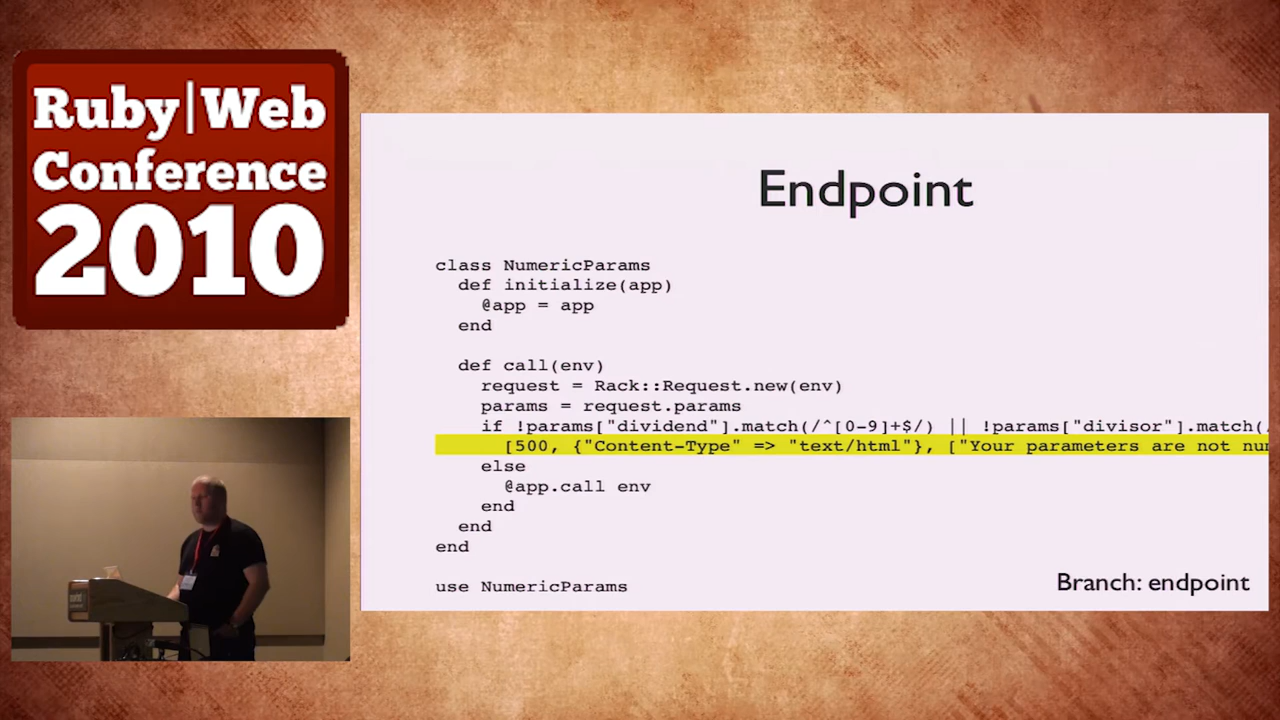 Ruby|Web
Conference
2010
Endpoint
class NumericParams
  def initialize(app)
    @app = app
  end
  def call(env)
    request = Rack::Request.new(env)
    params = request.params
    if !params["dividend"].match(/^[0-9]+$/) || !params["divisor"].match(
      [500, {"Content-Type" => "text/html"}, ["Your parameters are not
    else
      @app.call env
    end
  end
end
use NumericParams
Branch: endpoint